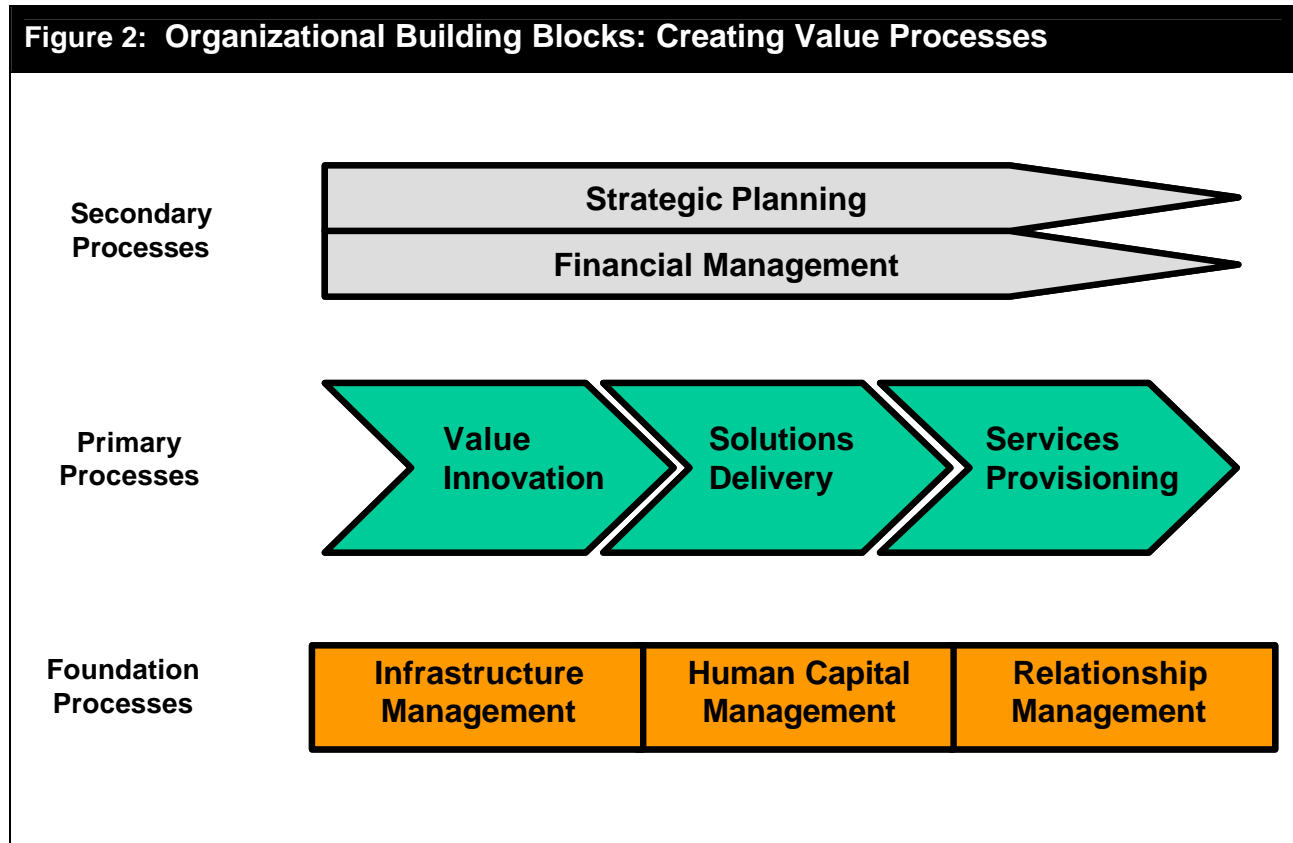 Figure 2: Organizational Building Blocks: Creating Value Processes
Secondary
Processes
Strategic Planning
Financial Management
Primary
Processes
Value
Innovation
Solutions
Delivery
Services
Provisioning
Foundation
Processes
Infrastructure
Management
Human Capital
Management
Relationship
Management